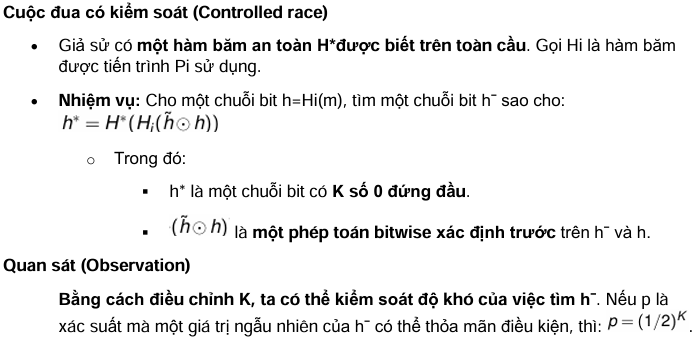 Cuộc đua có kiểm soát (Controlled race)
• Giả sử có một hàm băm an toàn H*được biết trên toàn cầu. Gọi Hi là hàm băm
được tiến trình Pi sử dụng.
• Nhiệm vụ: Cho một chuỗi bit h=Hi(m), tìm một chuỗi bit h˜ sao cho:
h* = H*(Hᵢ(h̃ ⊙ h))
○ Trong đó:
▪ h* là một chuỗi bit có K số 0 đứng đầu.
▪ (h̃ ⊙ h) là một phép toán bitwise xác định trước trên h˜ và h.
Quan sát (Observation)
Bằng cách điều chỉnh K, ta có thể kiểm soát độ khó của việc tìm h˜. Nếu p là
xác suất mà một giá trị ngẫu nhiên của h˜ có thể thỏa mãn điều kiện, thì: p = (1/2)ᴷ.